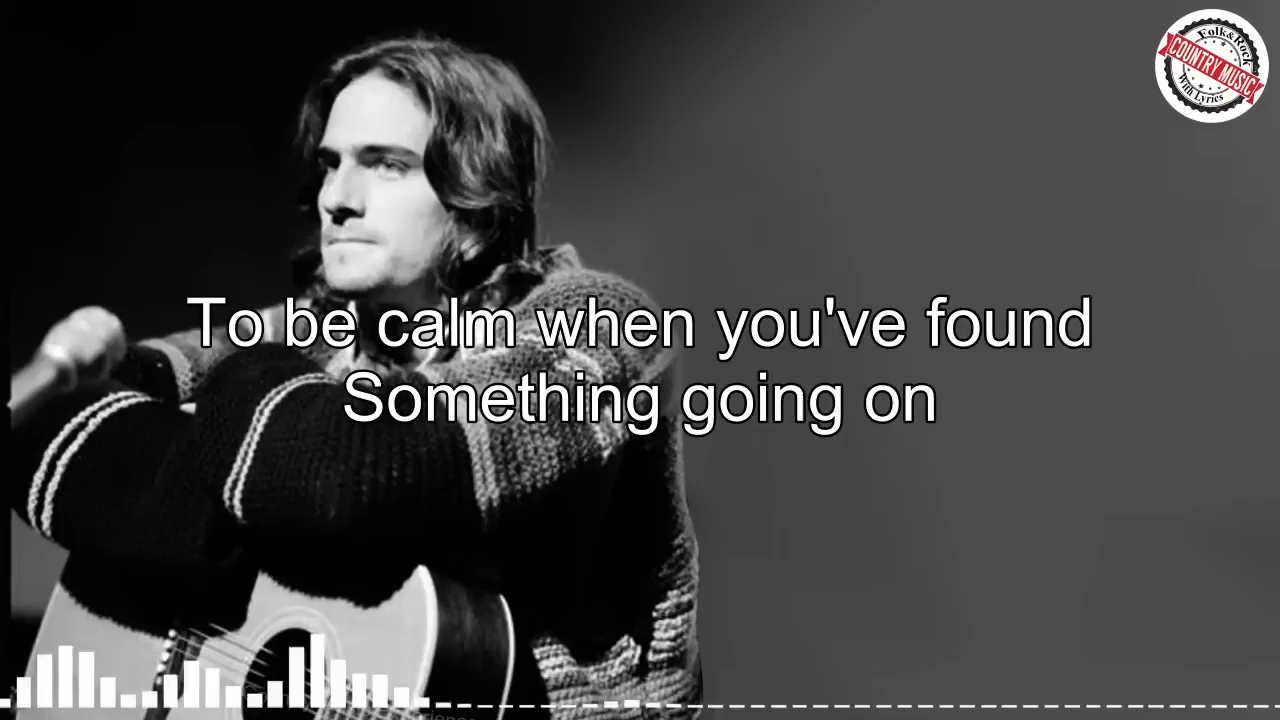 Folk&Rock
COUNTRY MUSIC
With Lyrics
To be calm when you've found
Something going on